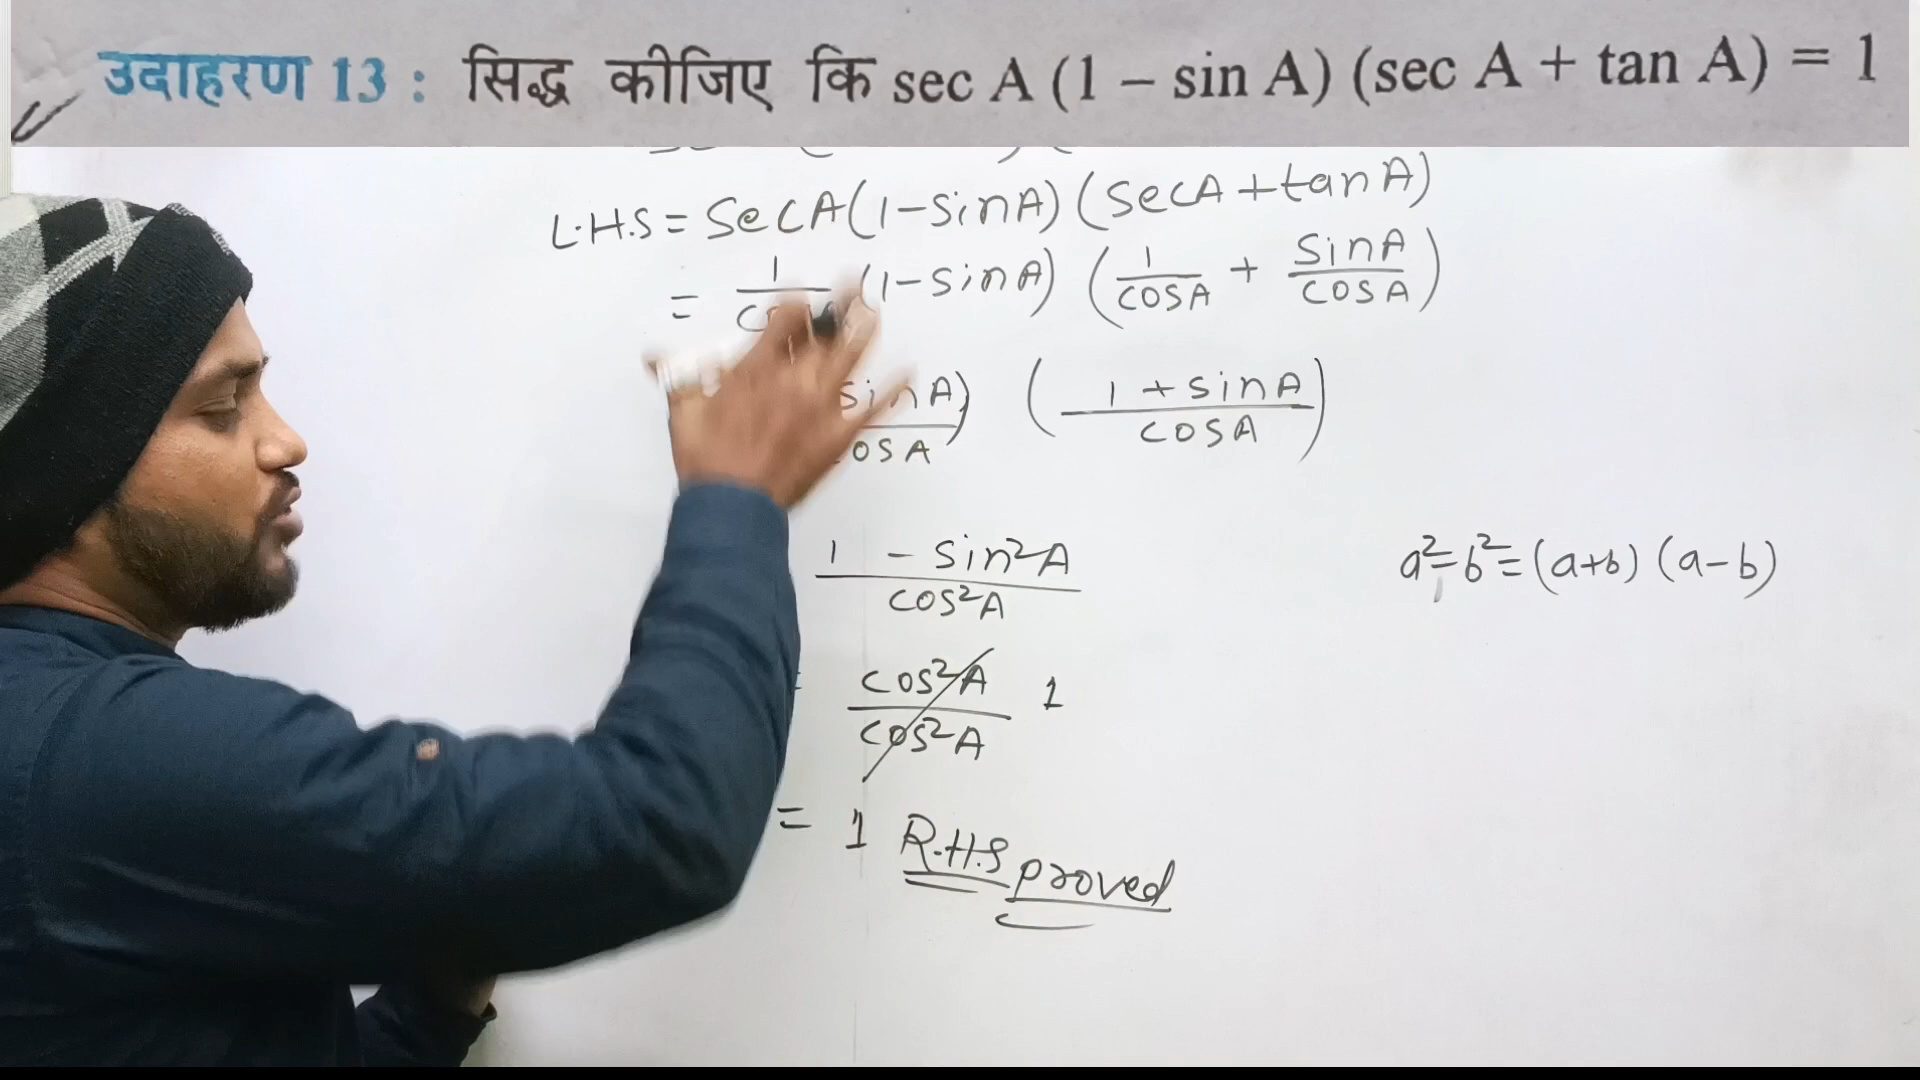 उदाहरण 13 : सिद्ध कीजिए कि sec A (1 – sin A) (sec A + tan A) = 1
L.H.S = SecA(1-SinA) (SecA+tanA)
= 1/ (1-SinA) (1/COSA + SinA/COSA)
sinA)/OSA (1 + sinA/COSA)
1 - Sin²A/COS²A
a²-b²=(a+b) (a-b)
COS²A/COS²A 1
= 1 R.H.S proved